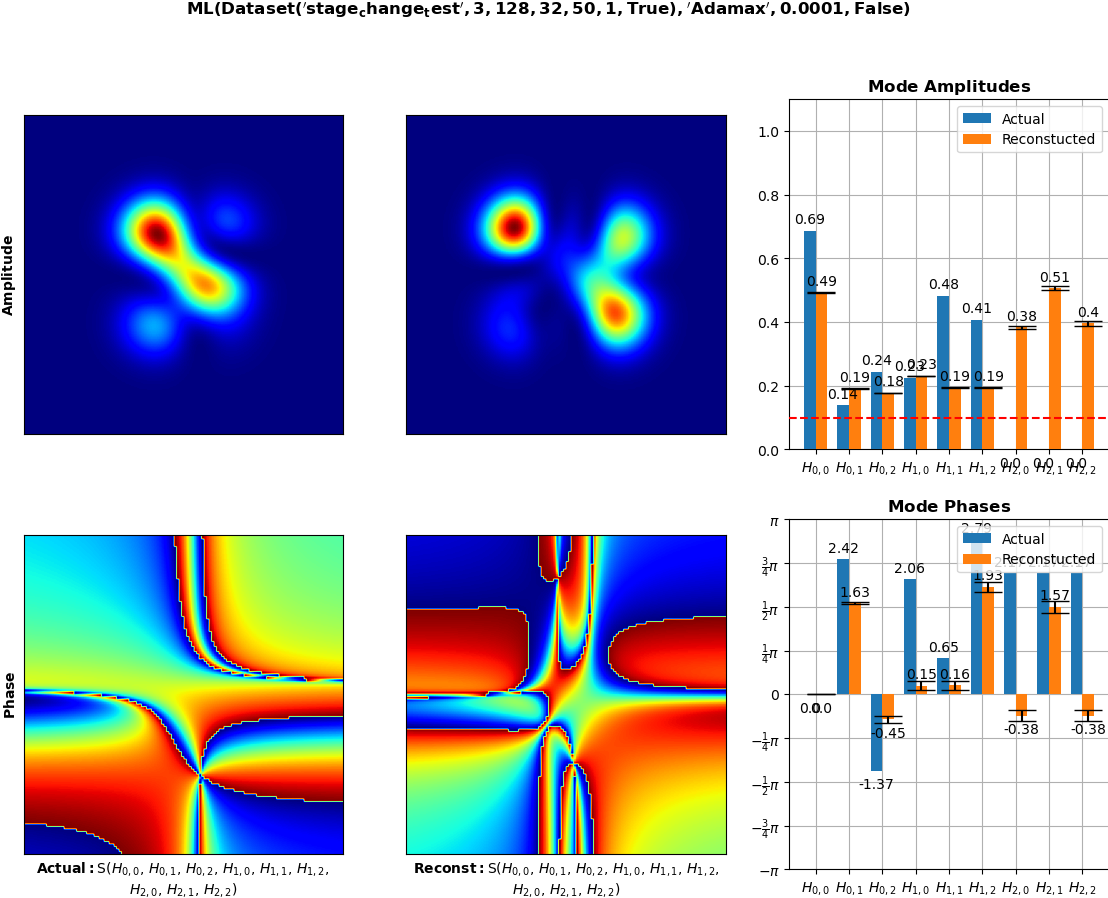 ML(Dataset('stage_change_test', 3, 128, 32, 50, 1, True), 'Adamax', 0.0001, False)
Amplitude
Mode Amplitudes
Actual
Reconstucted
1.0
0.8
0.6
0.4
0.2
0.0
0.69
0.49
0.14
0.19
0.24
0.18
0.23
0.23
0.48
0.19
0.41
0.19
0.0
0.38
0.0
0.51
0.0
0.4
H0,0 H0,1 H0,2 H1,0 H1,1 H1,2 H2,0 H2,1 H2,2
Phase
Mode Phases
Actual
Reconstucted
π
3/4π
1/2π
1/4π
0
−1/4π
−1/2π
−3/4π
−π
0.0
0.0
2.42
1.63
-1.37
-0.45
2.06
0.15
0.65
0.16
2.79
1.93
-0.38
1.57
-0.38
H0,0 H0,1 H0,2 H1,0 H1,1 H1,2 H2,0 H2,1 H2,2
Actual: S(H0,0, H0,1, H0,2, H1,0, H1,1, H1,2,
H2,0, H2,1, H2,2)
Reconst: S(H0,0, H0,1, H0,2, H1,0, H1,1, H1,2,
H2,0, H2,1, H2,2)